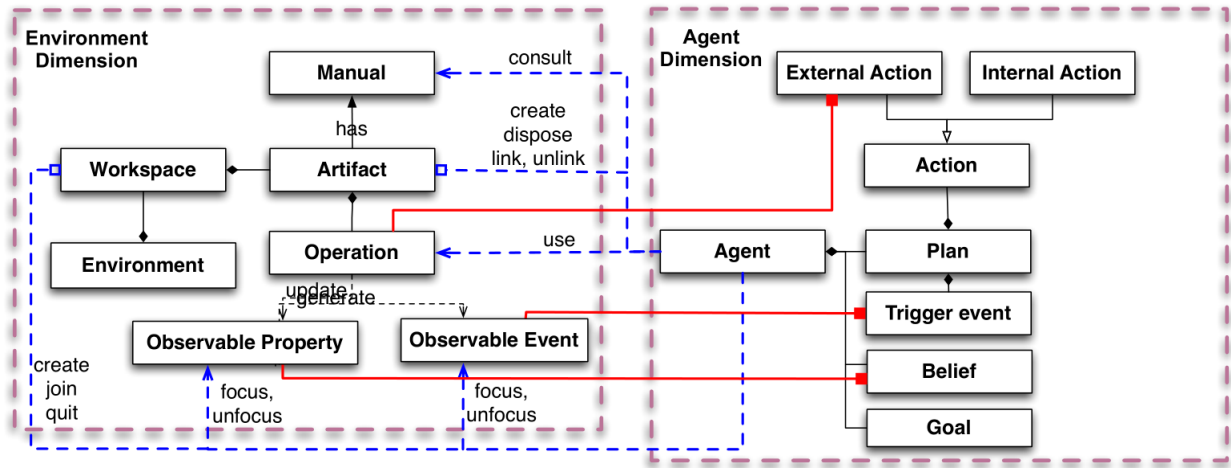 Environment
Dimension
Manual
consult
has
create
dispose
link, unlink
Workspace
Artifact
Environment
Operation
use
update
generate
Observable Property
Observable Event
create
join
quit
focus,
unfocus
focus,
unfocus
Agent
Dimension
External Action
Internal Action
Action
Agent
Plan
Trigger event
Belief
Goal